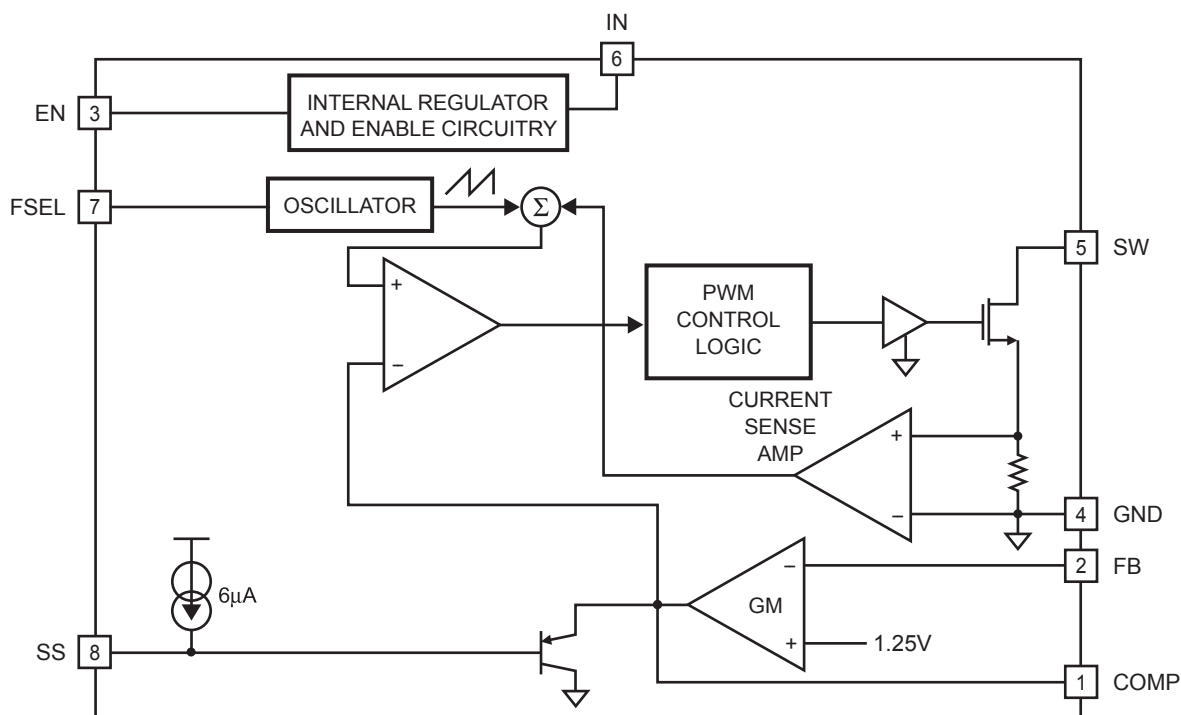 IN
6
EN
3
INTERNAL REGULATOR
AND ENABLE CIRCUITRY
FSEL
7
OSCILLATOR
Σ
5
SW
+
−
PWM
CONTROL
LOGIC
CURRENT
SENSE
AMP
+
−
4
GND
2
FB
6µA
−
GM
+
1.25V
SS
8
1
COMP